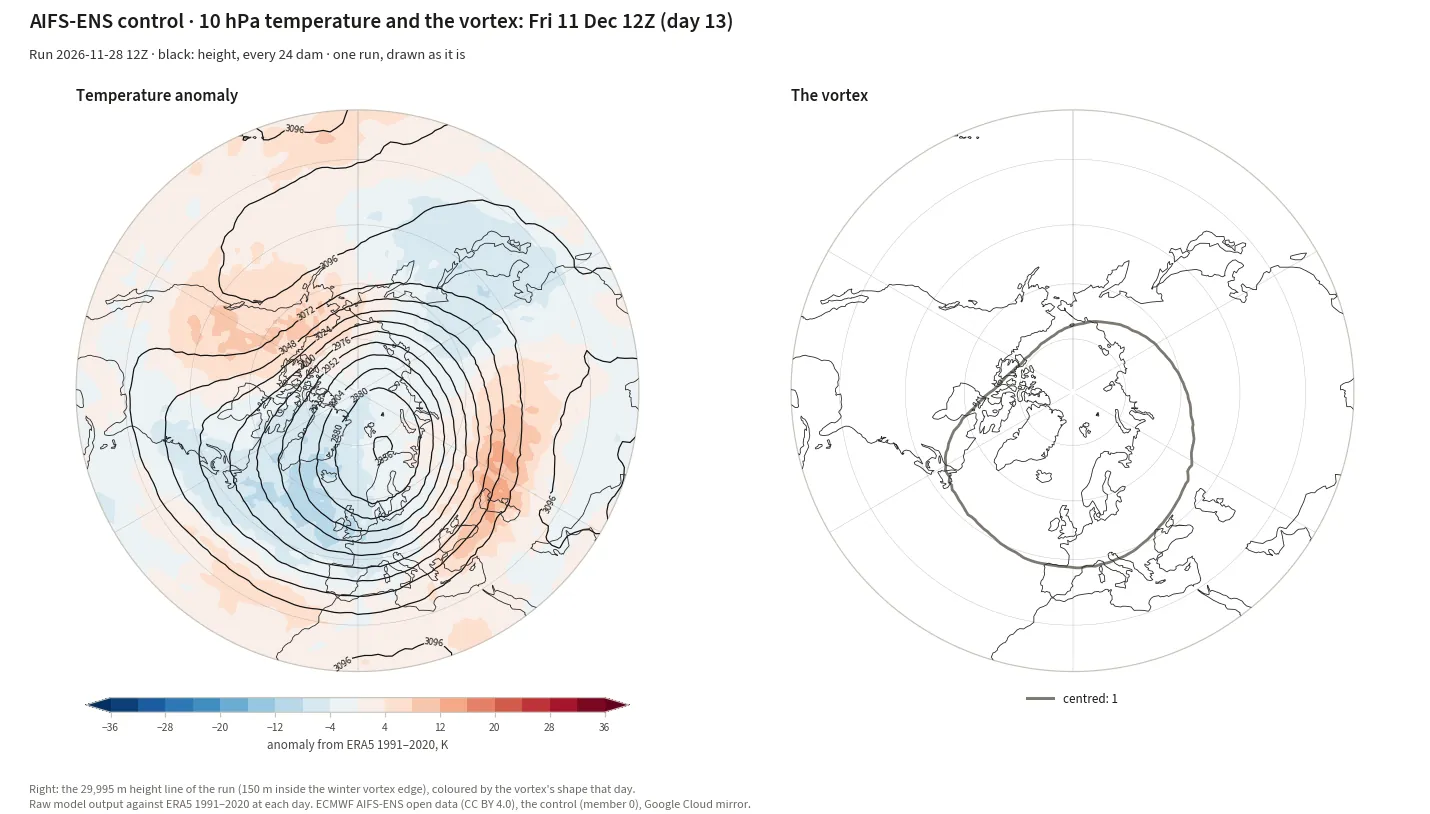 AIFS-ENS control · 10 hPa temperature and the vortex: Fri 11 Dec 12Z (day 13)
Run 2026-11-28 12Z · black: height, every 24 dam · one run, drawn as it is
Temperature anomaly
The vortex
3096
3096
3072
3024
3048
2976
2952
2904
2880
2880
2856
3096
3096
3096
centred: 1
−36 −28 −20 −12 −4 4 12 20 28 36
anomaly from ERA5 1991–2020, K
Right: the 29,995 m height line of the run (150 m inside the winter vortex edge), coloured by the vortex's shape that day.
Raw model output against ERA5 1991–2020 at each day. ECMWF AIFS-ENS open data (CC BY 4.0), the control (member 0), Google Cloud mirror.